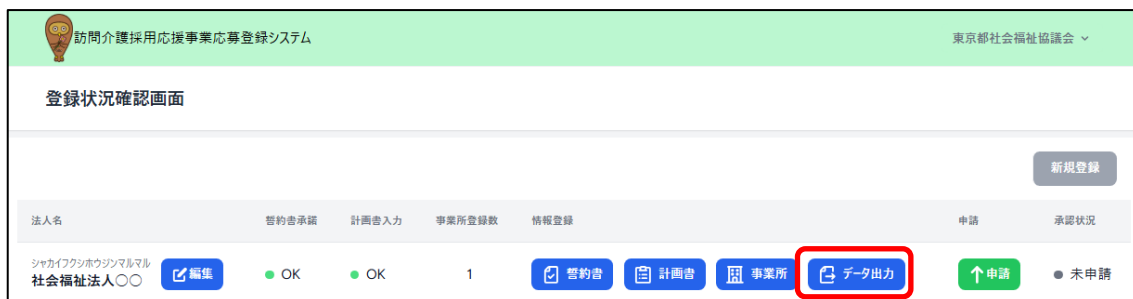 訪問介護採用応援事業応募登録システム
東京都社会福祉協議会
登録状況確認画面
新規登録
法人名 誓約書承諾 計画書入力 事業所登録数 情報登録 申請 承認状況
シャカイフクシホウジンマルマル
社会福祉法人○○ 編集 OK OK 1 誓約書 計画書 事業所 データ出力 申請 未申請